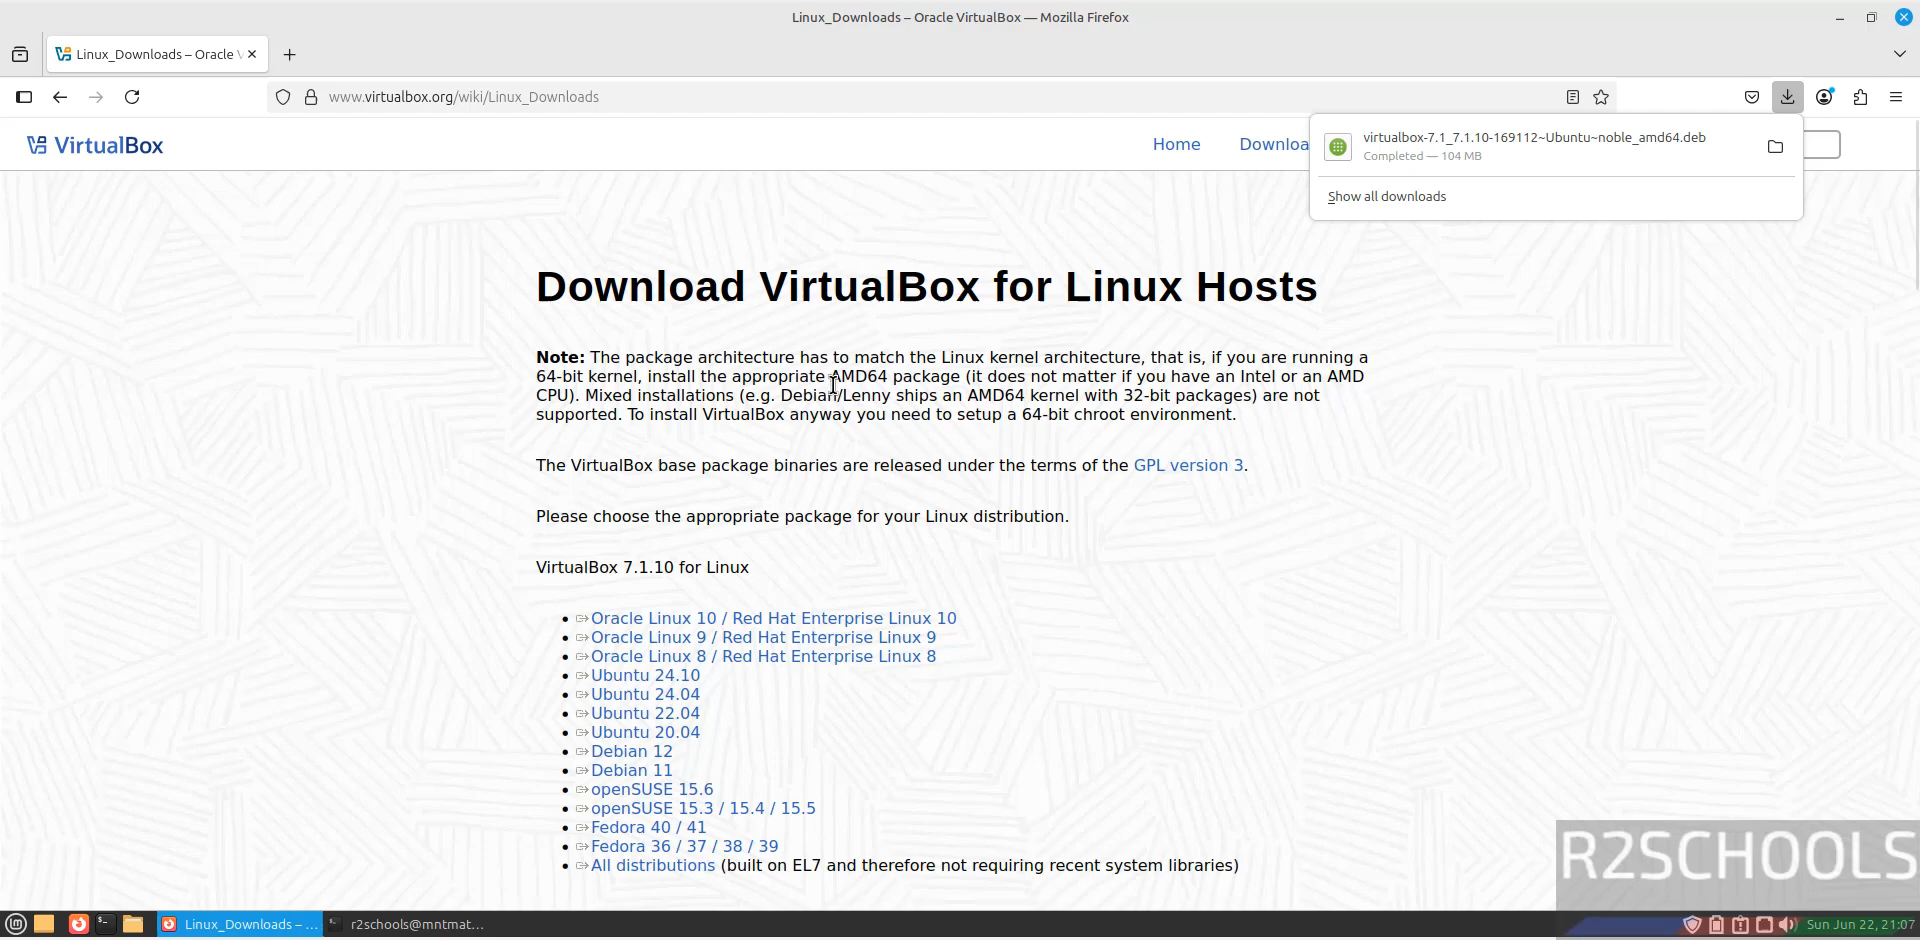 Linux_Downloads – Oracle VirtualBox — Mozilla Firefox
Linux_Downloads – Oracle V
www.virtualbox.org/wiki/Linux_Downloads
VirtualBox
Home
Downloa
virtualbox-7.1_7.1.10-169112~Ubuntu~noble_amd64.deb
Completed — 104 MB
Show all downloads
Download VirtualBox for Linux Hosts
Note: The package architecture has to match the Linux kernel architecture, that is, if you are running a
64-bit kernel, install the appropriate AMD64 package (it does not matter if you have an Intel or an AMD
CPU). Mixed installations (e.g. Debian/Lenny ships an AMD64 kernel with 32-bit packages) are not
supported. To install VirtualBox anyway you need to setup a 64-bit chroot environment.
The VirtualBox base package binaries are released under the terms of the GPL version 3.
Please choose the appropriate package for your Linux distribution.
VirtualBox 7.1.10 for Linux
Oracle Linux 10 / Red Hat Enterprise Linux 10
Oracle Linux 9 / Red Hat Enterprise Linux 9
Oracle Linux 8 / Red Hat Enterprise Linux 8
Ubuntu 24.10
Ubuntu 24.04
Ubuntu 22.04
Ubuntu 20.04
Debian 12
Debian 11
openSUSE 15.6
openSUSE 15.3 / 15.4 / 15.5
Fedora 40 / 41
Fedora 36 / 37 / 38 / 39
All distributions (built on EL7 and therefore not requiring recent system libraries)
R2SCHOOLS
Linux_Downloads – ...
r2schools@mntmat...
Sun Jun 22, 21:07